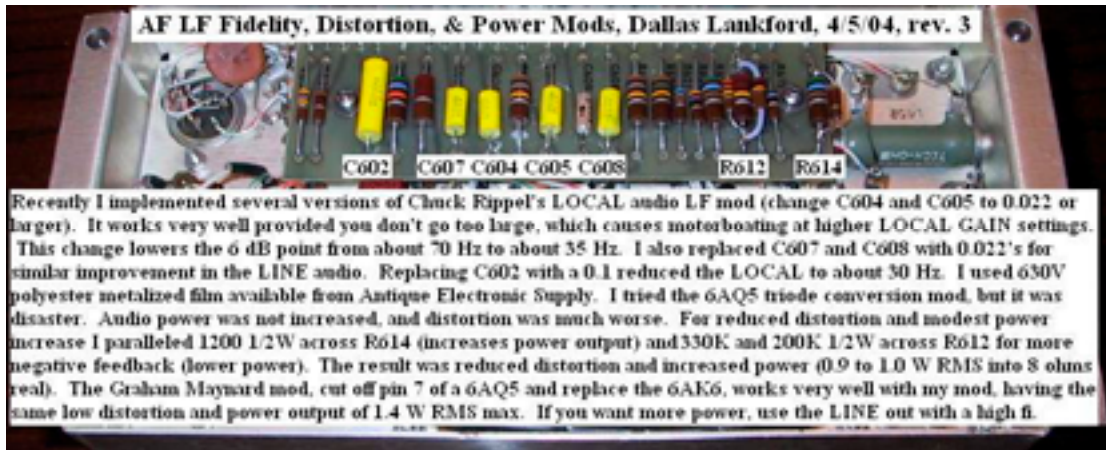 AF LF Fidelity, Distortion, & Power Mods, Dallas Lankford, 4/5/04, rev. 3
C602 C607 C604 C605 C608 R612 R614
Recently I implemented several versions of Chuck Rippel's LOCAL audio LF mod (change C604 and C605 to 0.022 or
larger). It works very well provided you don't go too large, which causes motorboating at higher LOCAL GAIN settings.
This change lowers the 6 dB point from about 70 Hz to about 35 Hz. I also replaced C607 and C608 with 0.022's for
similar improvement in the LINE audio. Replacing C602 with a 0.1 reduced the LOCAL to about 30 Hz. I used 630V
polyester metalized film available from Antique Electronic Supply. I tried the 6AQ5 triode conversion mod, but it was
disaster. Audio power was not increased, and distortion was much worse. For reduced distortion and modest power
increase I paralleled 1200 1/2W across R614 (increases power output) and 330K and 200K 1/2W across R612 for more
negative feedback (lower power). The result was reduced distortion and increased power (0.9 to 1.0 W RMS into 8 ohms
real). The Graham Maynard mod, cut off pin 7 of a 6AQ5 and replace the 6AK6, works very well with my mod, having the
same low distortion and power output of 1.4 W RMS max. If you want more power, use the LINE out with a high fi.